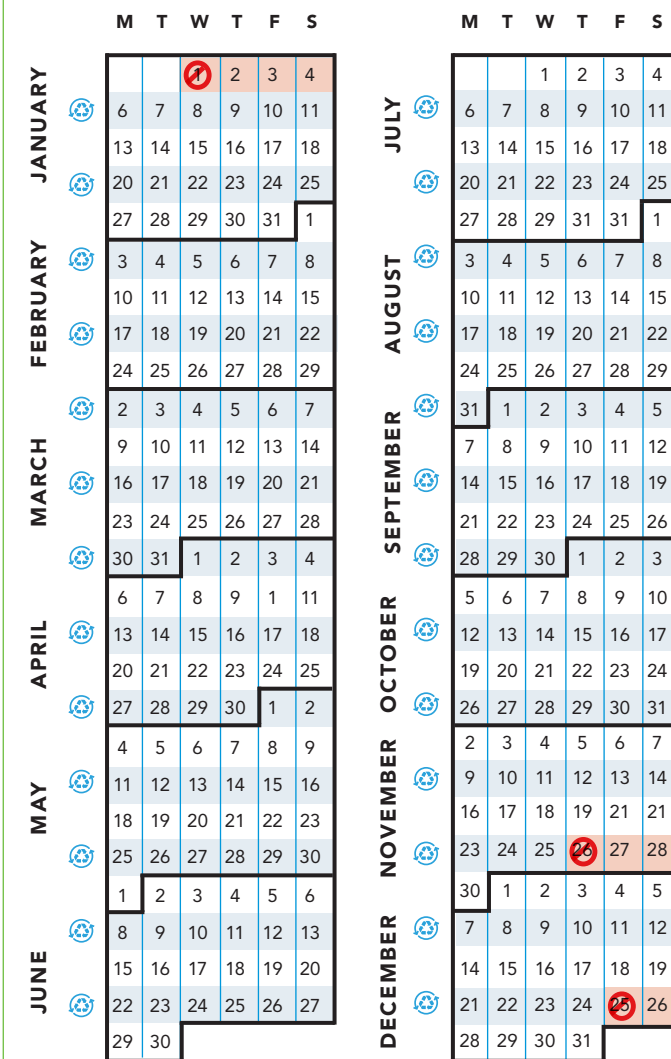 M T W T F S
JANUARY
1 2 3 4
6 7 8 9 10 11
13 14 15 16 17 18
20 21 22 23 24 25
27 28 29 30 31 1
FEBRUARY
3 4 5 6 7 8
10 11 12 13 14 15
17 18 19 20 21 22
24 25 26 27 28 29
MARCH
2 3 4 5 6 7
9 10 11 12 13 14
16 17 18 19 20 21
23 24 25 26 27 28
30 31 1 2 3 4
APRIL
6 7 8 9 1 11
13 14 15 16 17 18
20 21 22 23 24 25
27 28 29 30 1 2
MAY
4 5 6 7 8 9
11 12 13 14 15 16
18 19 20 21 22 23
25 26 27 28 29 30
1 2 3 4 5 6
JUNE
8 9 10 11 12 13
15 16 17 18 19 20
22 23 24 25 26 27
29 30
M T W T F S
JULY
1 2 3 4
6 7 8 9 10 11
13 14 15 16 17 18
20 21 22 23 24 25
27 28 29 31 31 1
AUGUST
3 4 5 6 7 8
10 11 12 13 14 15
17 18 19 20 21 22
24 25 26 27 28 29
31 1 2 3 4 5
SEPTEMBER
7 8 9 10 11 12
14 15 16 17 18 19
21 22 23 24 25 26
28 29 30 1 2 3
OCTOBER
5 6 7 8 9 10
12 13 14 15 16 17
19 20 21 22 23 24
26 27 28 29 30 31
NOVEMBER
2 3 4 5 6 7
9 10 11 12 13 14
16 17 18 19 21 21
23 24 25 26 27 28
30 1 2 3 4 5
DECEMBER
7 8 9 10 11 12
14 15 16 17 18 19
21 22 23 24 25 26
28 29 30 31